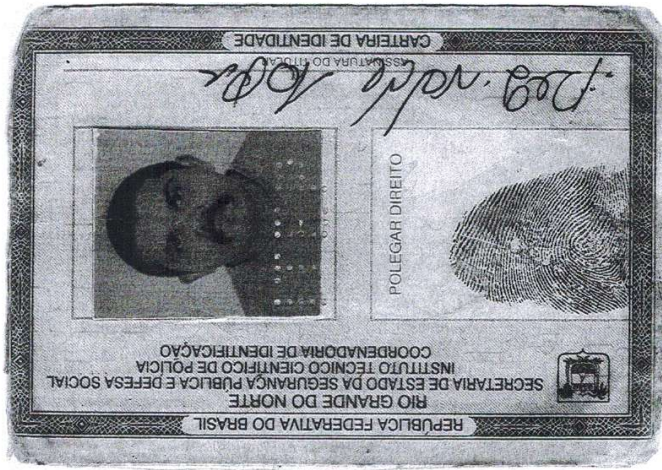 REPÚBLICA FEDERATIVA DO BRASIL
RIO GRANDE DO NORTE
SECRETARIA DE ESTADO DA SEGURANÇA PÚBLICA E DEFESA SOCIAL
INSTITUTO TÉCNICO CIENTÍFICO DE POLÍCIA
COORDENADORIA DE IDENTIFICAÇÃO
POLEGAR DIREITO
ASSINATURA DO TITULAR
CARTEIRA DE IDENTIDADE